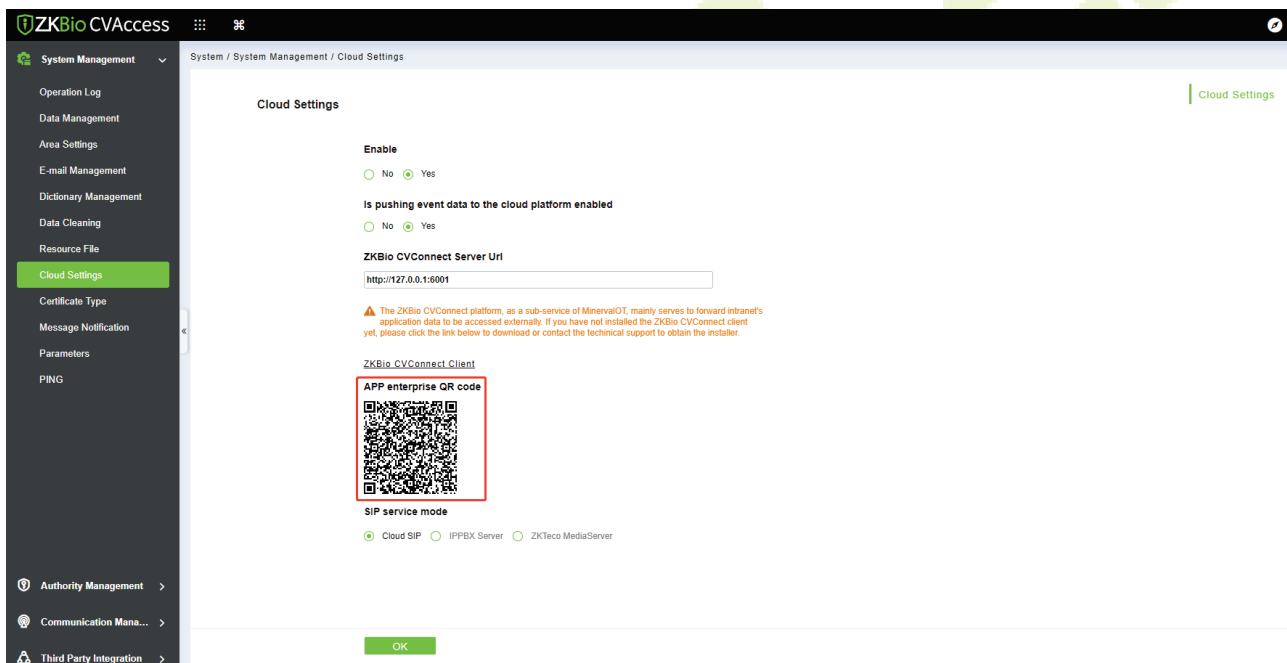 ZKBio CVAccess
System Management
Operation Log
Data Management
Area Settings
E-mail Management
Dictionary Management
Data Cleaning
Resource File
Cloud Settings
Certificate Type
Message Notification
Parameters
PING
Authority Management
Communication Mana...
Third Party Integration
System / System Management / Cloud Settings
Cloud Settings
Cloud Settings
Enable
No Yes
Is pushing event data to the cloud platform enabled
No Yes
ZKBio CVConnect Server Url
http://127.0.0.1:6001
The ZKBio CVConnect platform, as a sub-service of MinervaIOT, mainly serves to forward intranet's
application data to be accessed externally. If you have not installed the ZKBio CVConnect client
yet, please click the link below to download or contact the techinical support to obtain the installer.
ZKBio CVConnect Client
APP enterprise QR code
SIP service mode
Cloud SIP IPPBX Server ZKTeco MediaServer
OK